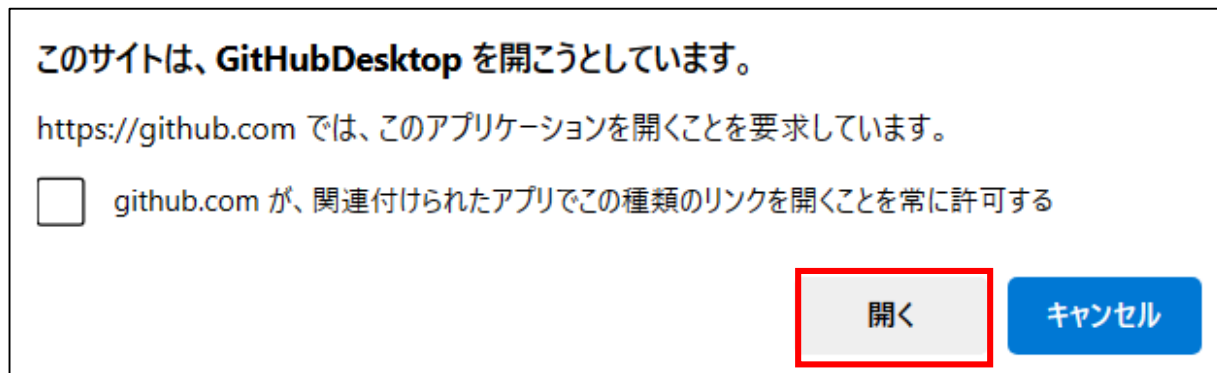 このサイトは、GitHubDesktop を開こうとしています。
https://github.com では、このアプリケーションを開くことを要求しています。
github.com が、関連付けられたアプリでこの種類のリンクを開くことを常に許可する
開く
キャンセル